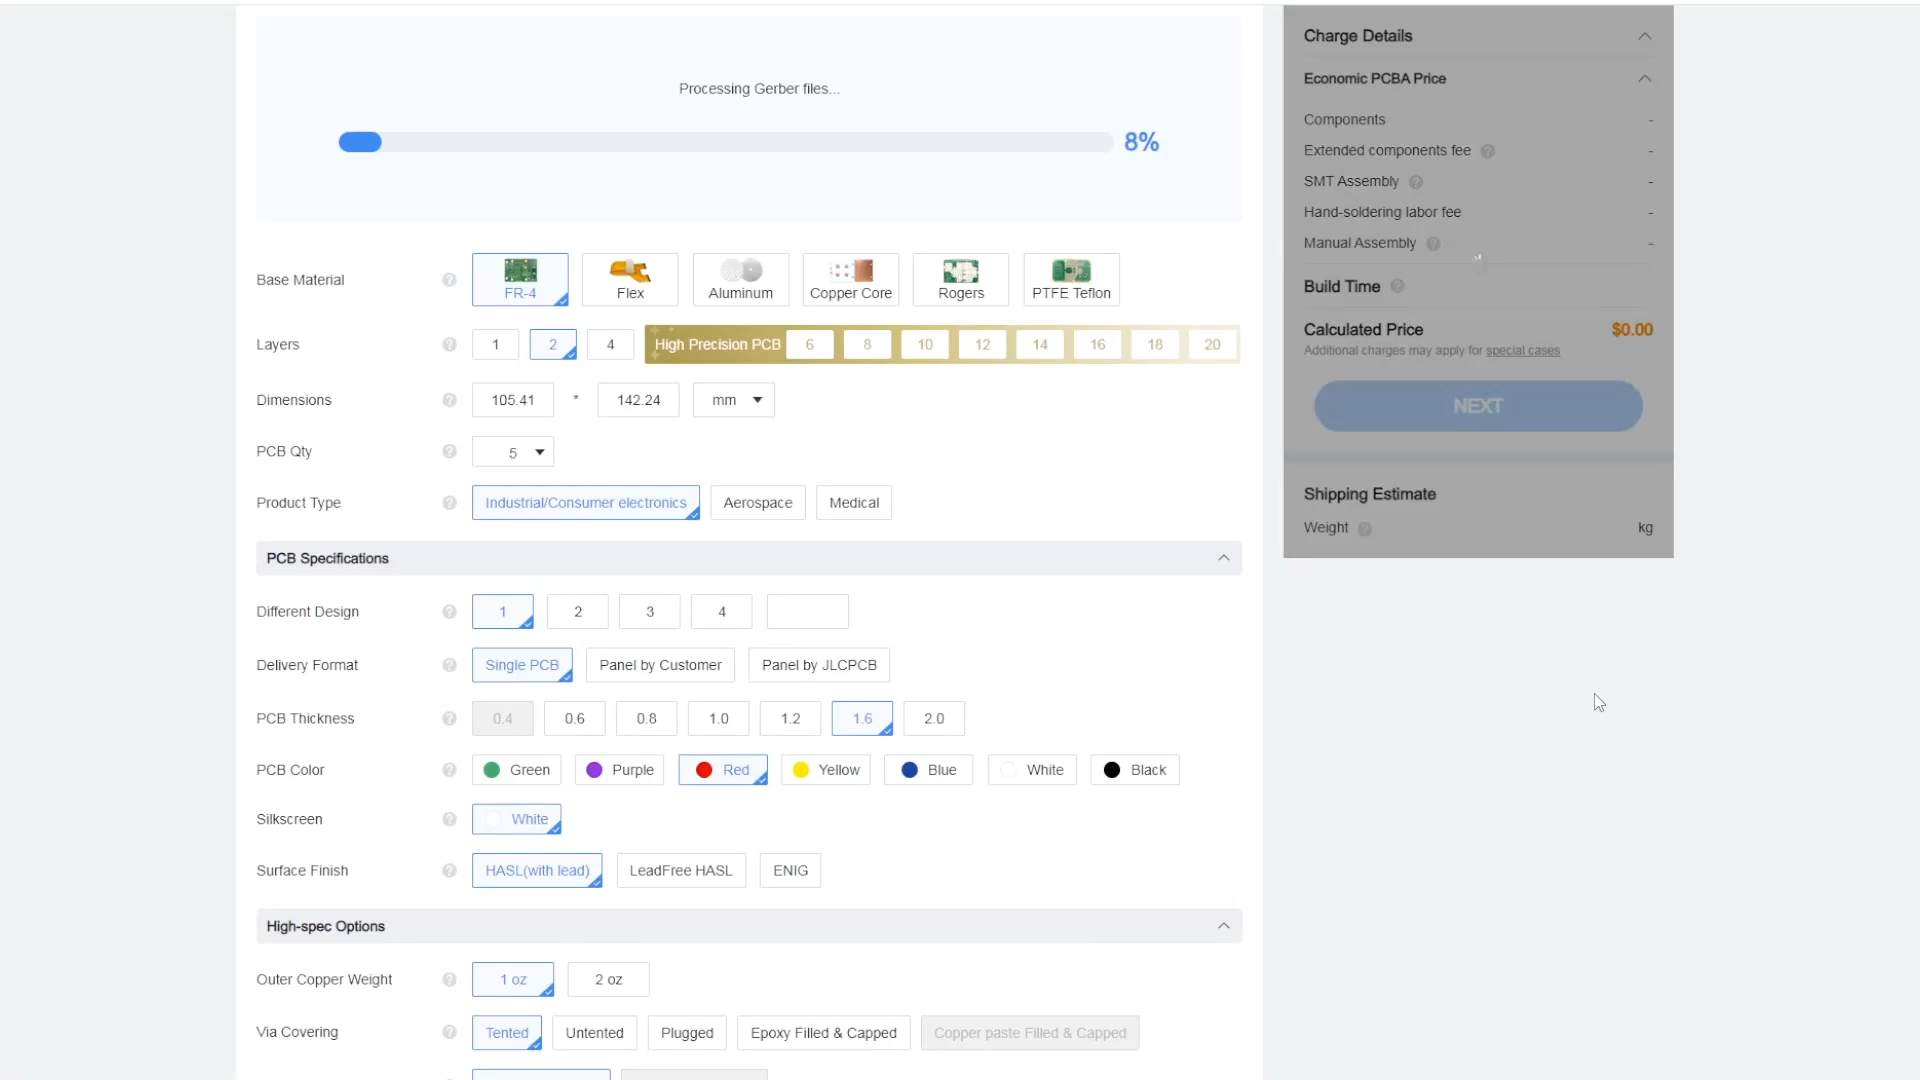 Processing Gerber files...
8%
Base Material
FR-4
Flex
Aluminum
Copper Core
Rogers
PTFE Teflon
Layers
1
2
4
High Precision PCB
6
8
10
12
14
16
18
20
Dimensions
105.41
*
142.24
mm
PCB Qty
5
Product Type
Industrial/Consumer electronics
Aerospace
Medical
PCB Specifications
Different Design
1
2
3
4
Delivery Format
Single PCB
Panel by Customer
Panel by JLCPCB
PCB Thickness
0.4
0.6
0.8
1.0
1.2
1.6
2.0
PCB Color
Green
Purple
Red
Yellow
Blue
White
Black
Silkscreen
White
Surface Finish
HASL(with lead)
LeadFree HASL
ENIG
High-spec Options
Outer Copper Weight
1 oz
2 oz
Via Covering
Tented
Untented
Plugged
Epoxy Filled & Capped
Copper paste Filled & Capped
Charge Details
Economic PCBA Price
Components -
Extended components fee ? -
SMT Assembly ? -
Hand-soldering labor fee -
Manual Assembly ? -
Build Time ?
Calculated Price $0.00
Additional charges may apply for special cases
NEXT
Shipping Estimate
Weight ? kg